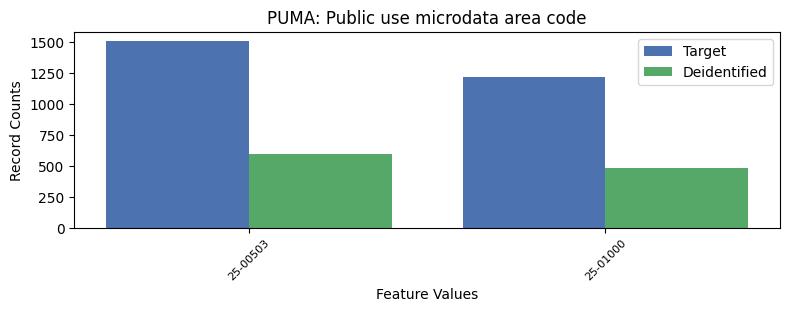 PUMA: Public use microdata area code
Target
Deidentified
Record Counts
1500
1250
1000
750
500
250
0
25-00503
25-01000
Feature Values